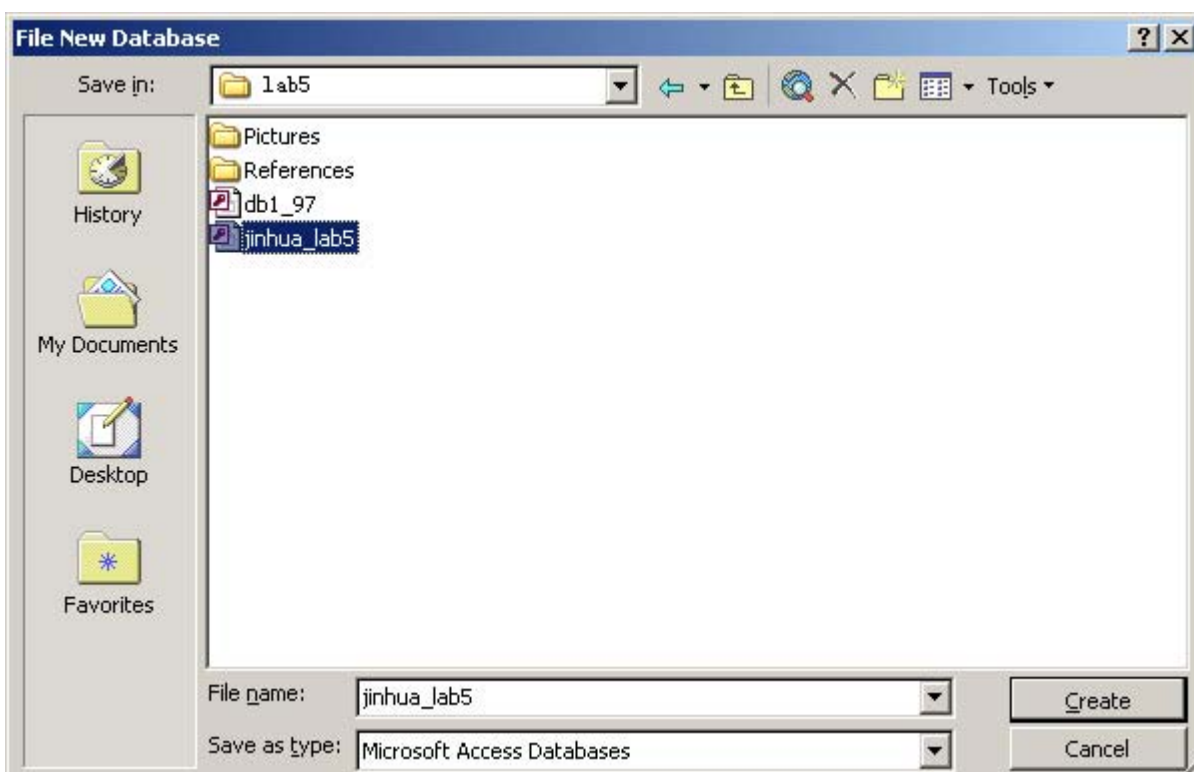 File New Database
Save in:
lab5
Tools
History
My Documents
Desktop
Favorites
Pictures
References
db1_97
jinhua_lab5
File name:
jinhua_lab5
Create
Save as type:
Microsoft Access Databases
Cancel